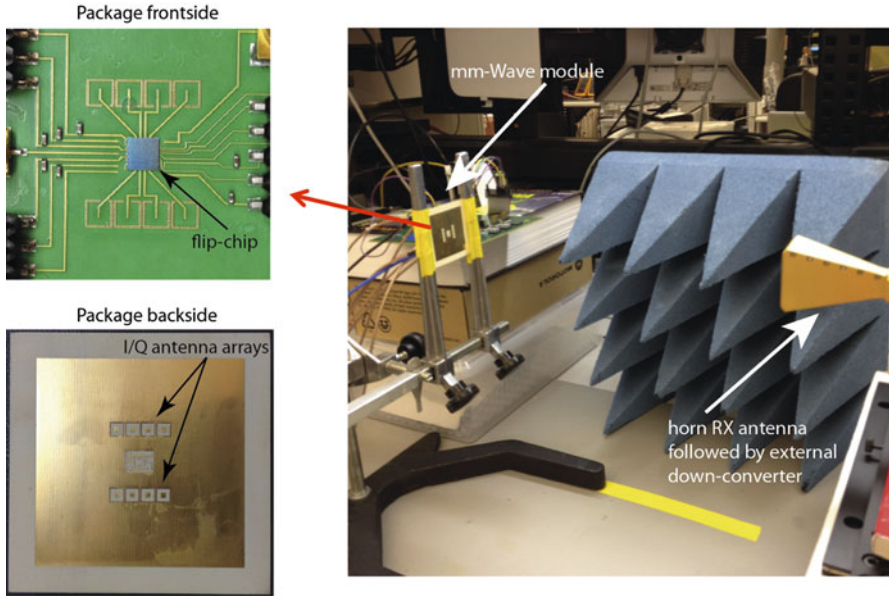 Package frontside
flip-chip
Package backside
I/Q antenna arrays
mm-Wave module
MOTOROLA
horn RX antenna
followed by external
down-converter